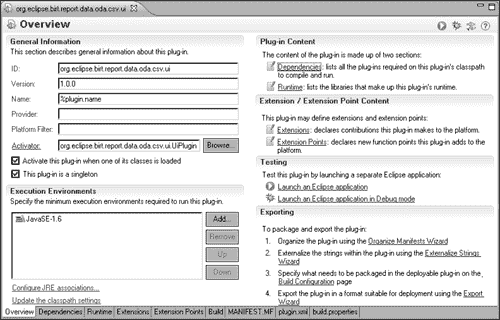 org.eclipse.birt.report.data.oda.csv.ui
Overview
General Information
This section describes general information about this plug-in.
ID: org.eclipse.birt.report.data.oda.csv.ui
Version: 1.0.0
Name: %plugin.name
Provider:
Platform Filter:
Activator: org.eclipse.birt.report.data.oda.csv.ui.UiPlugin Browse...
Activate this plug-in when one of its classes is loaded
This plug-in is a singleton
Execution Environments
Specify the minimum execution environments required to run this plug-in.
JavaSE-1.6
Add...
Remove
Up
Down
Configure JRE associations...
Update the classpath settings
Plug-in Content
The content of the plug-in is made up of two sections:
Dependencies: lists all the plug-ins required on this plug-in's classpath
to compile and run.
Runtime: lists the libraries that make up this plug-in's runtime.
Extension / Extension Point Content
This plug-in may define extensions and extension points:
Extensions: declares contributions this plug-in makes to the platform.
Extension Points: declares new function points this plug-in adds to the
platform.
Testing
Test this plug-in by launching a separate Eclipse application:
Launch an Eclipse application
Launch an Eclipse application in Debug mode
Exporting
To package and export the plug-in:
1. Organize the plug-in using the Organize Manifests Wizard
2. Externalize the strings within the plug-in using the Externalize Strings
Wizard
3. Specify what needs to be packaged in the deployable plug-in on the
Build Configuration page
4. Export the plug-in in a format suitable for deployment using the Export
Wizard
Overview Dependencies Runtime Extensions Extension Points Build MANIFEST.MF plugin.xml build.properties